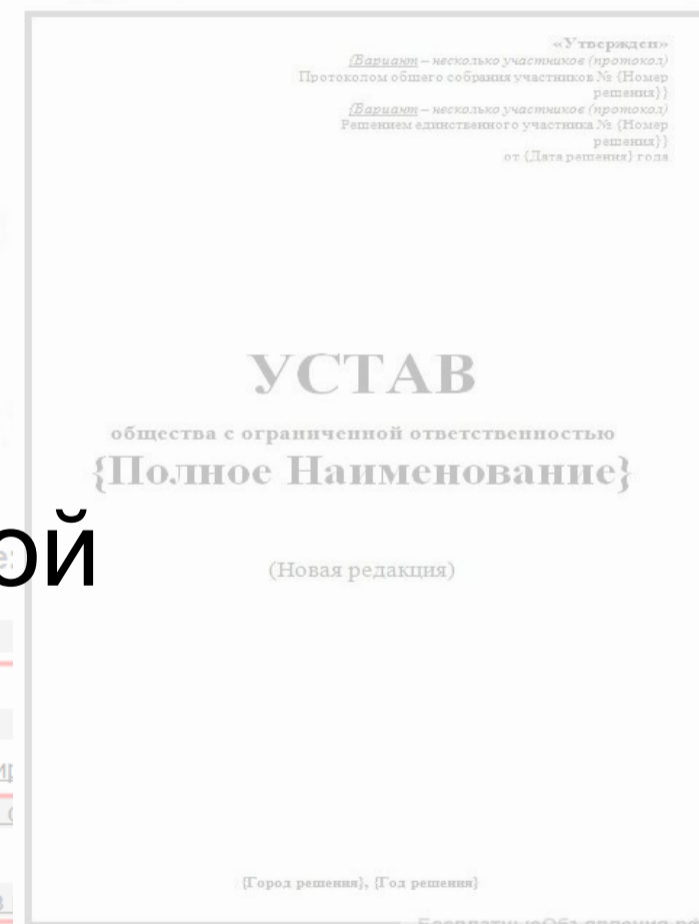 «Утвержден»
{Вариант – несколько участников (протокол)
Протоколом общего собрания участников № {Номер
решения}}
{Вариант – несколько участников (протокол)
Решением единственного участника № {Номер
решения}}
от {Дата решения} года
УСТАВ
общества с ограниченной ответственностью
{Полное Наименование}
ой
(Новая редакция)
{Город решения}, {Год решения}